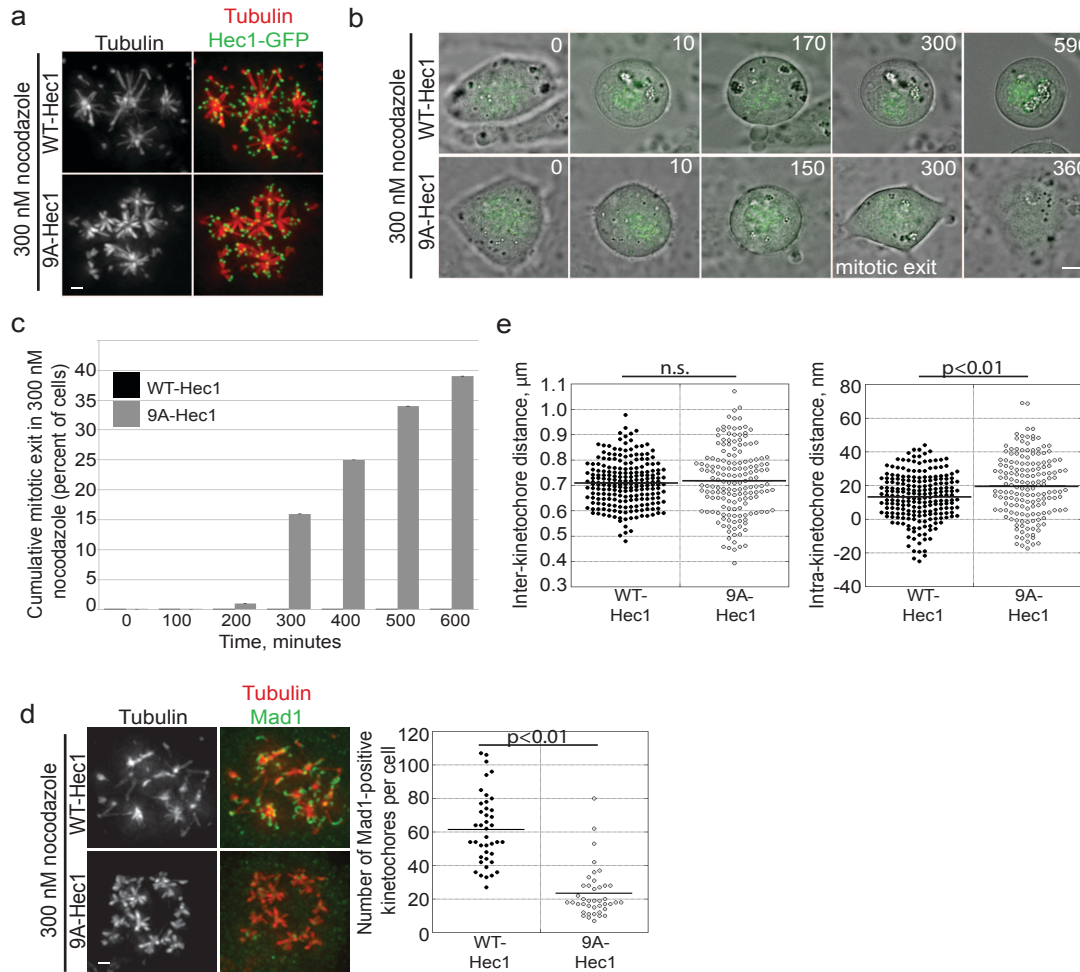 a
Tubulin
Tubulin
Hec1-GFP
300 nM nocodazole
WT-Hec1
9A-Hec1
b
300 nM nocodazole
WT-Hec1
9A-Hec1
0
10
170
300
590
0
10
150
300
360
mitotic exit
c
Cumulative mitotic exit in 300 nM
nocodazole (percent of cells)
40
35
30
25
20
15
10
5
0
WT-Hec1
9A-Hec1
0 100 200 300 400 500 600
Time, minutes
e
n.s.
Inter-kinetochore distance, µm
1.1
1.0
0.9
0.8
0.7
0.6
0.5
0.4
0.3
WT-
Hec1
9A-
Hec1
p<0.01
Intra-kinetochore distance, nm
80
60
40
20
0
-20
-40
WT-
Hec1
9A-
Hec1
d
Tubulin
Tubulin
Mad1
300 nM nocodazole
WT-Hec1
9A-Hec1
p<0.01
Number of Mad1-positive
kinetochores per cell
120
100
80
60
40
20
0
WT-
Hec1
9A-
Hec1